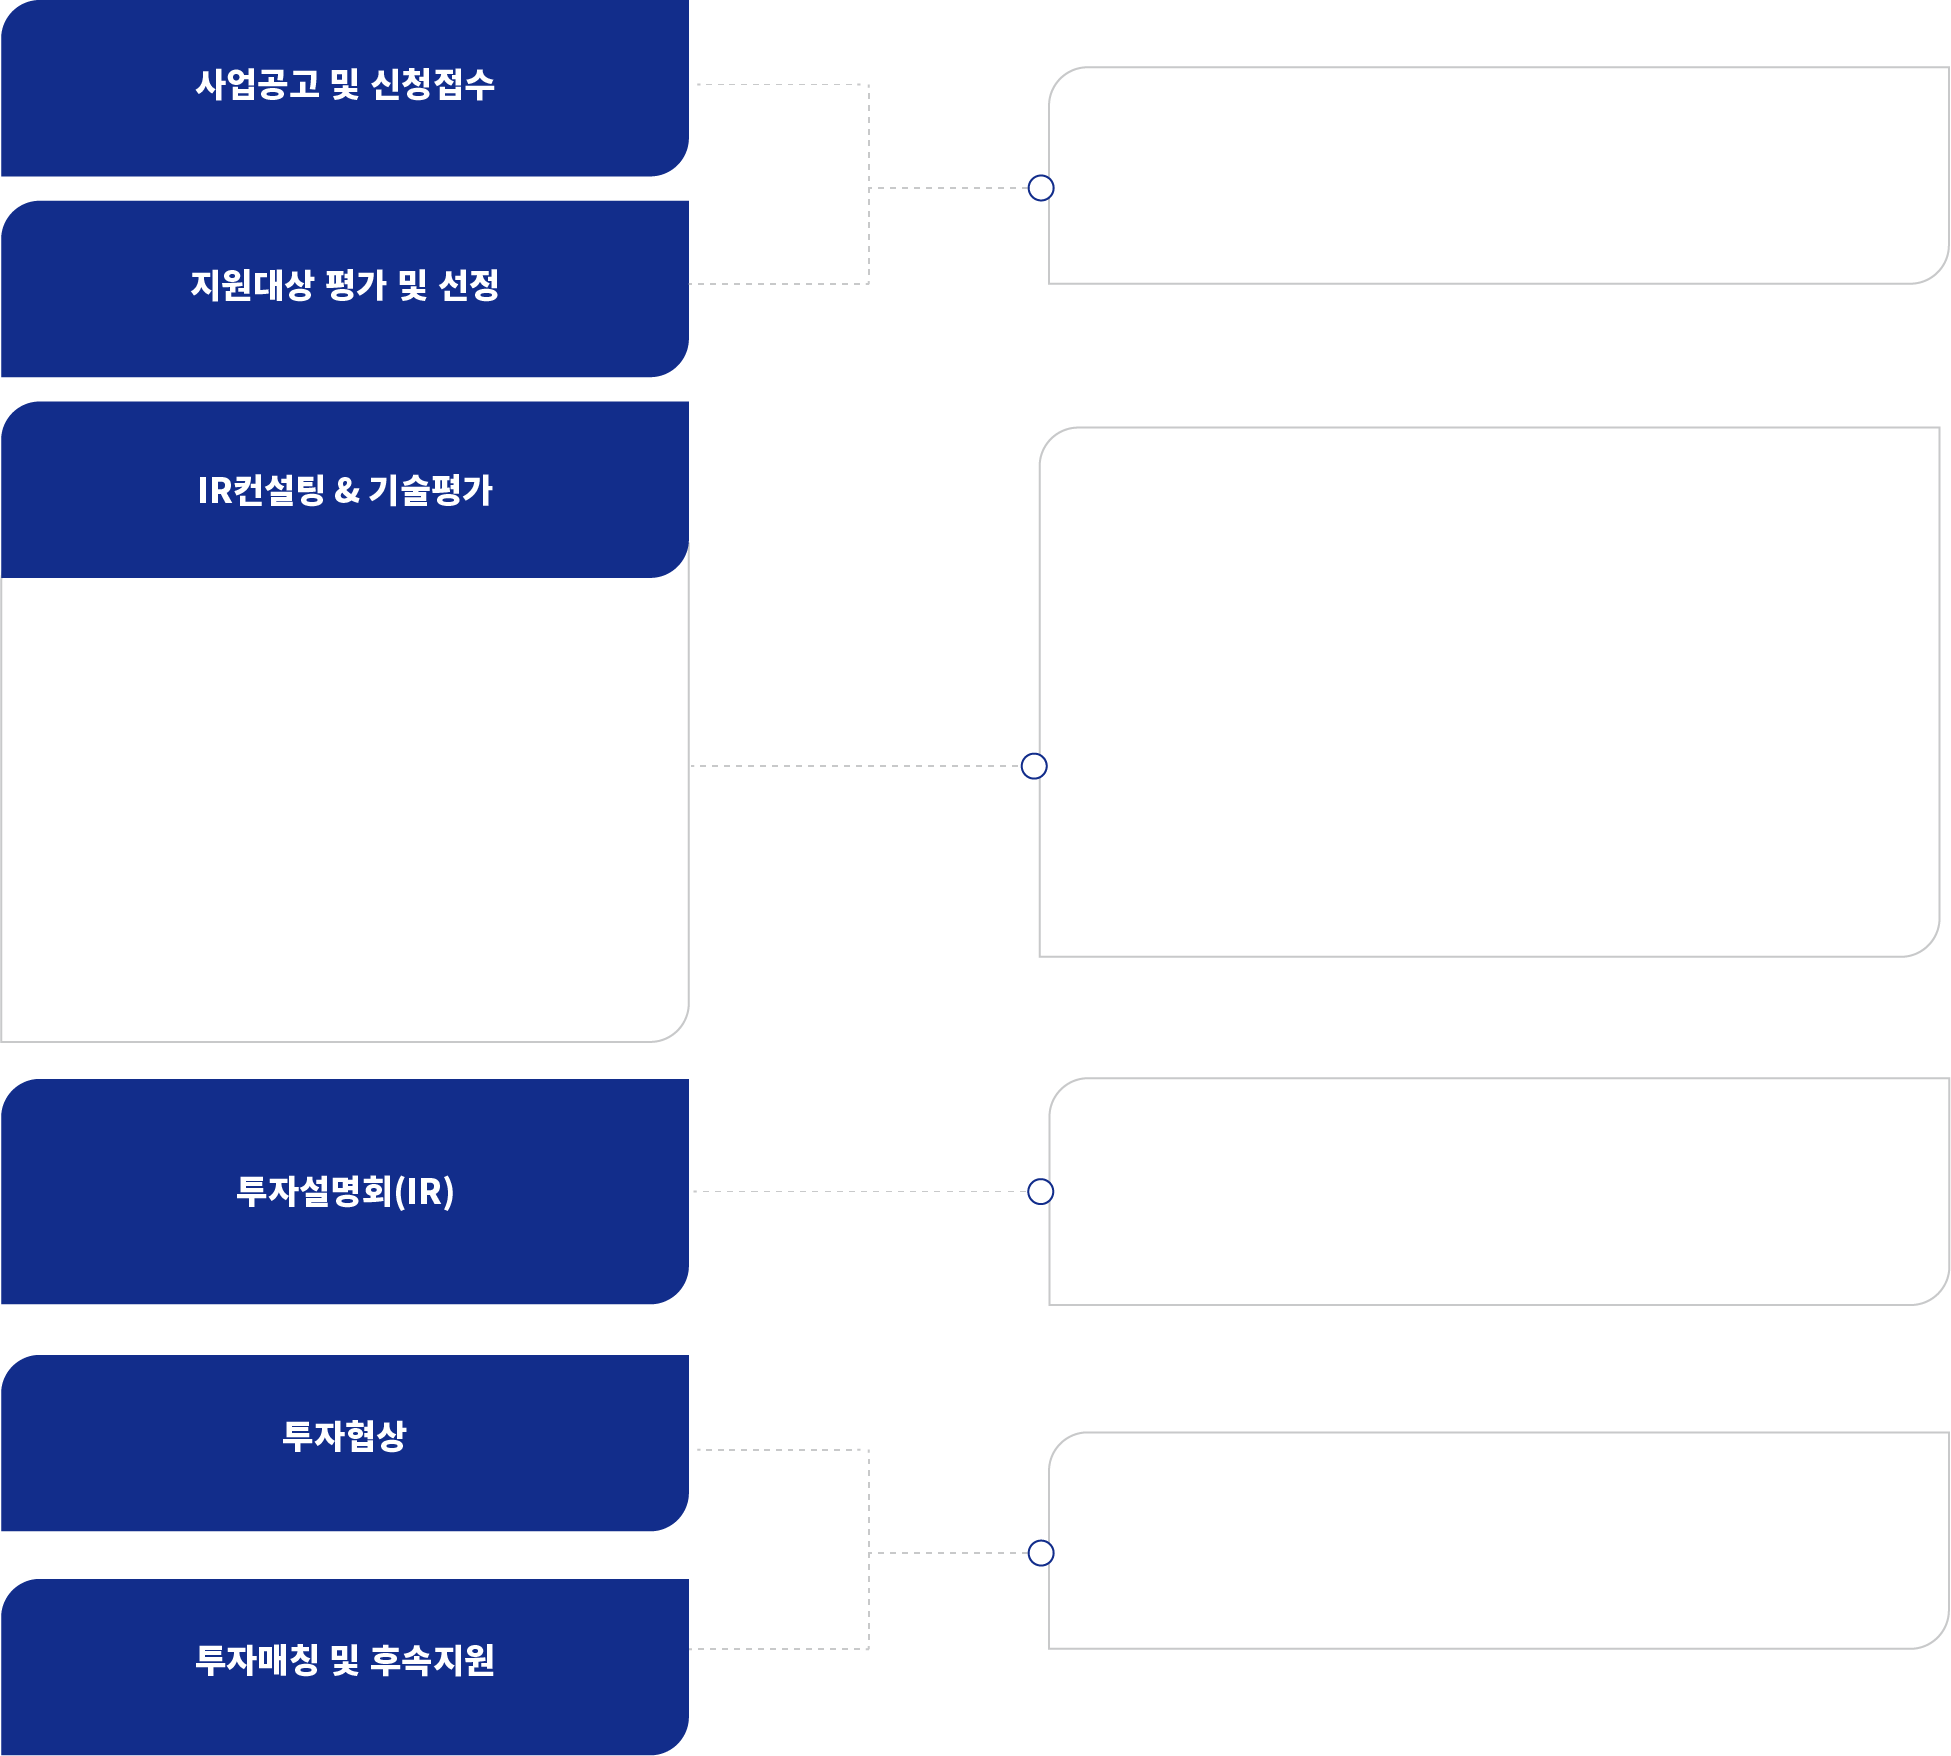 사업공고 및 신청접수
지원대상 평가 및 선정
IR컨설팅 & 기술평가
투자설명회(IR)
투자협상
투자매칭 및 후속지원